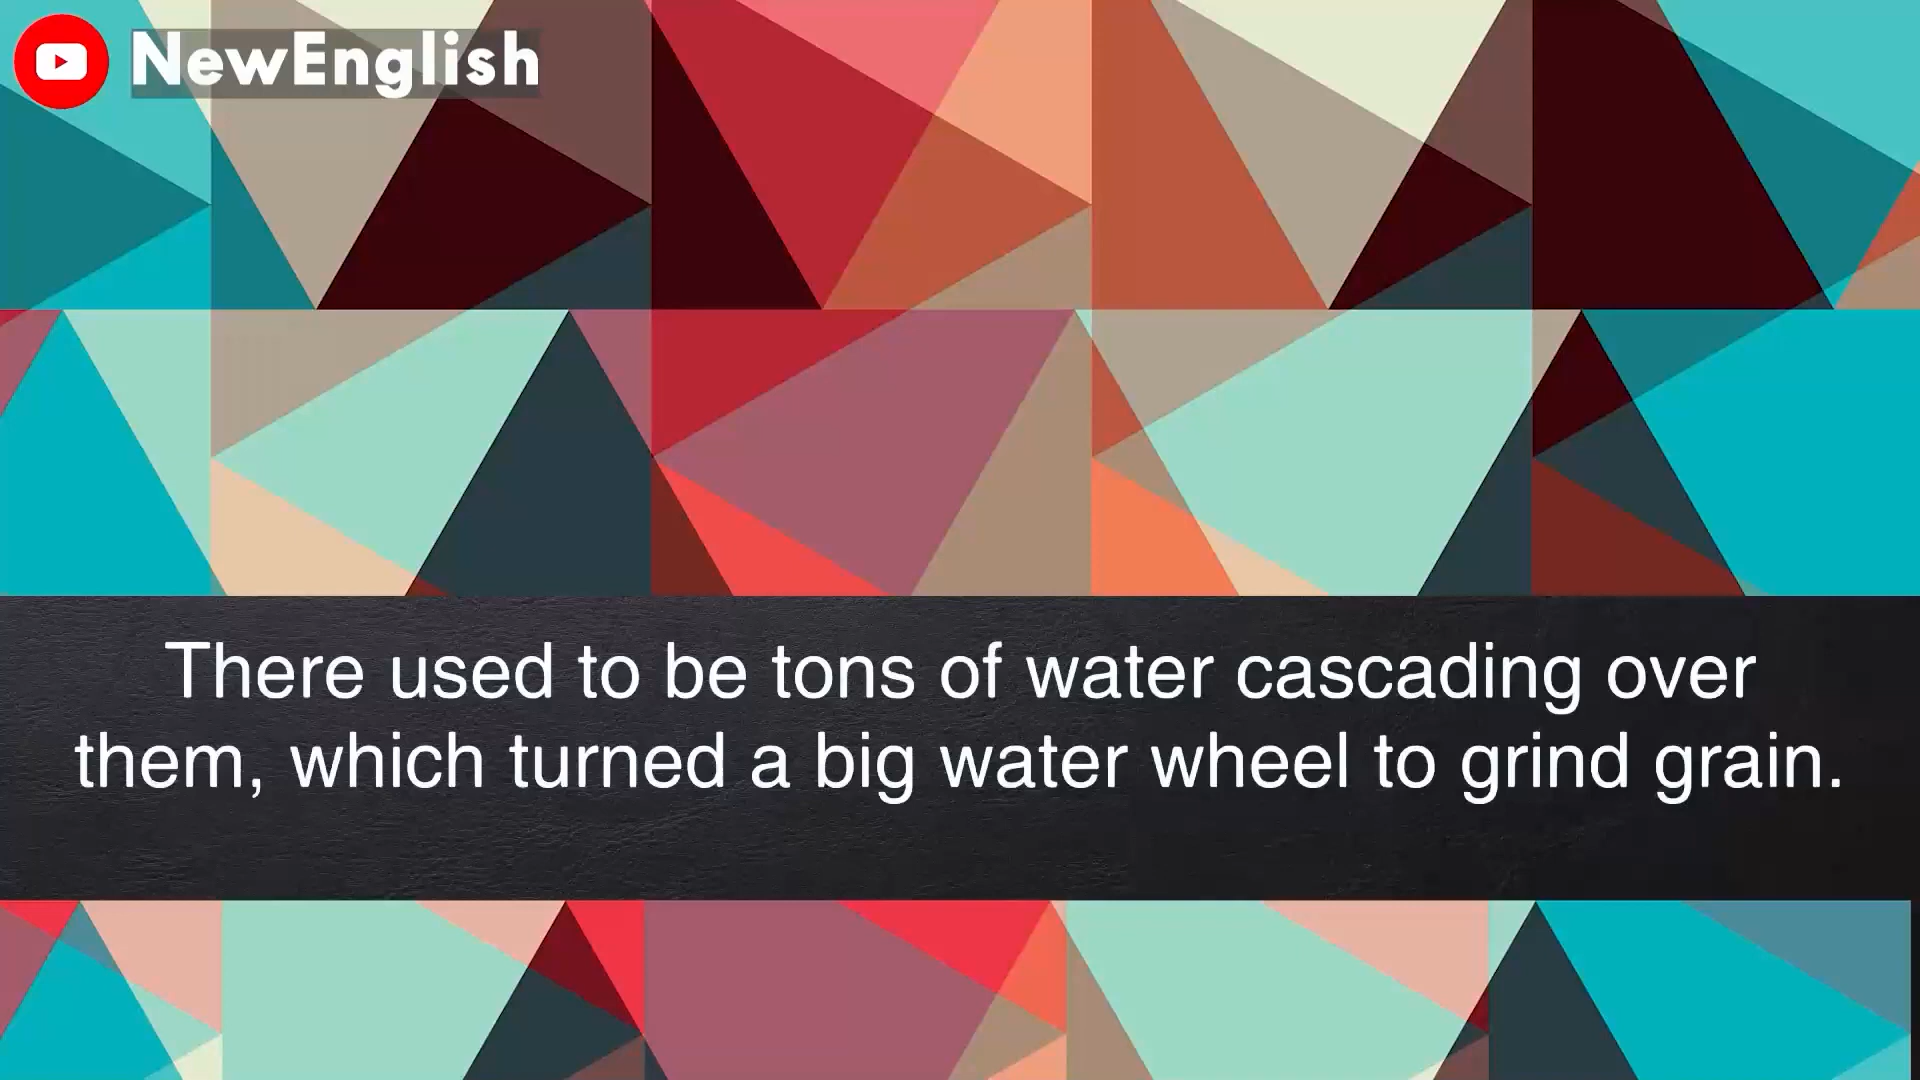 NewEnglish
There used to be tons of water cascading over
them, which turned a big water wheel to grind grain.